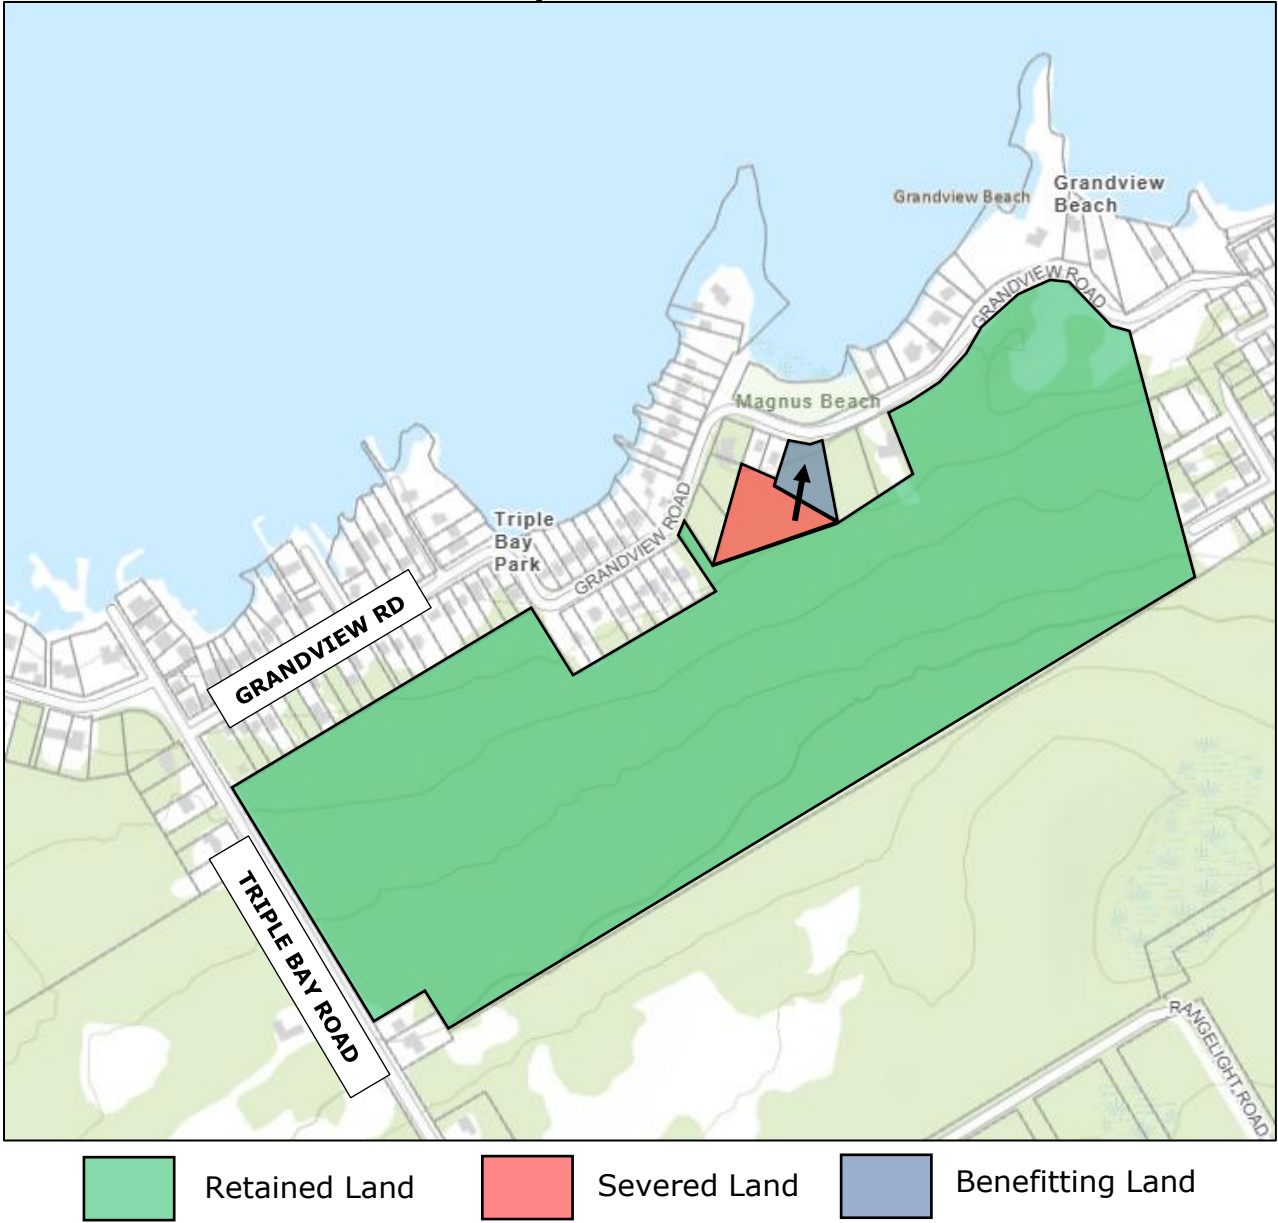 Grandview
Beach
Grandview Beach
GRANDVIEW ROAD
Magnus Beach
Triple
Bay
Park
GRANDVIEW ROAD
GRANDVIEW RD
TRIPLE BAY ROAD
RANGELIGHT ROAD
Retained Land
Severed Land
Benefitting Land